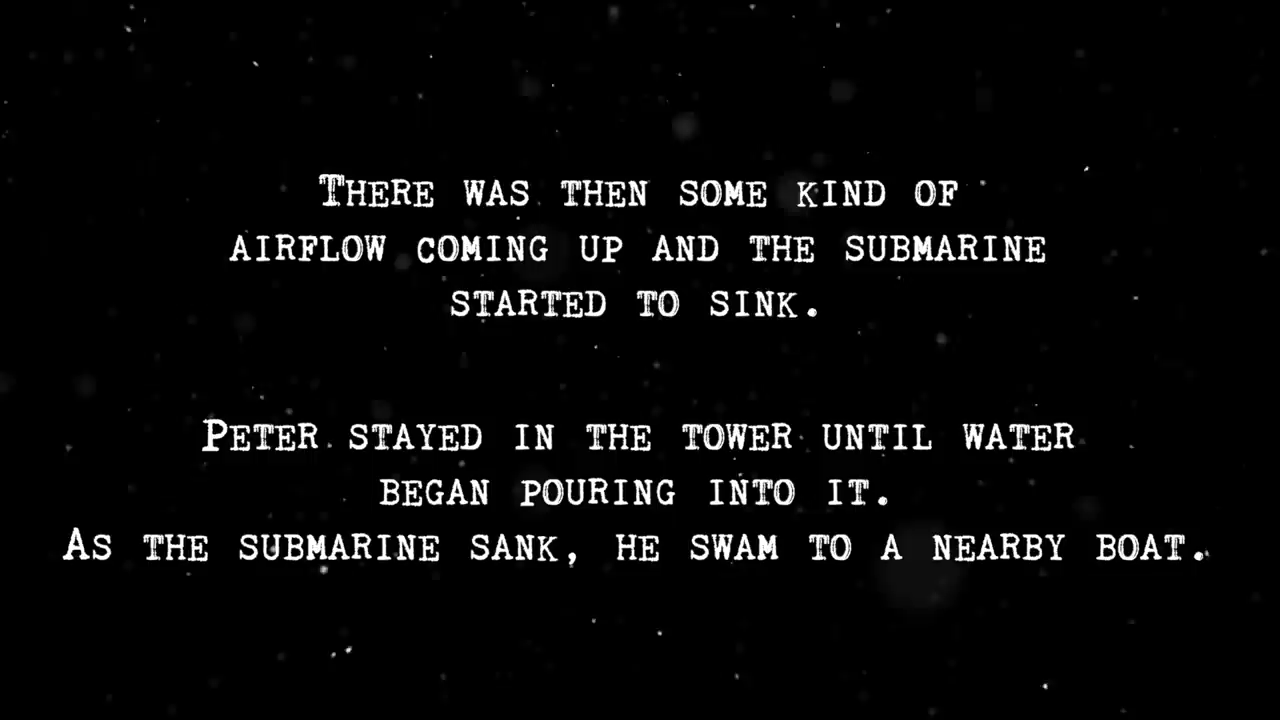 There was then some kind of
airflow coming up and the submarine
started to sink.
Peter stayed in the tower until water
began pouring into it.
As the submarine sank, he swam to a nearby boat.